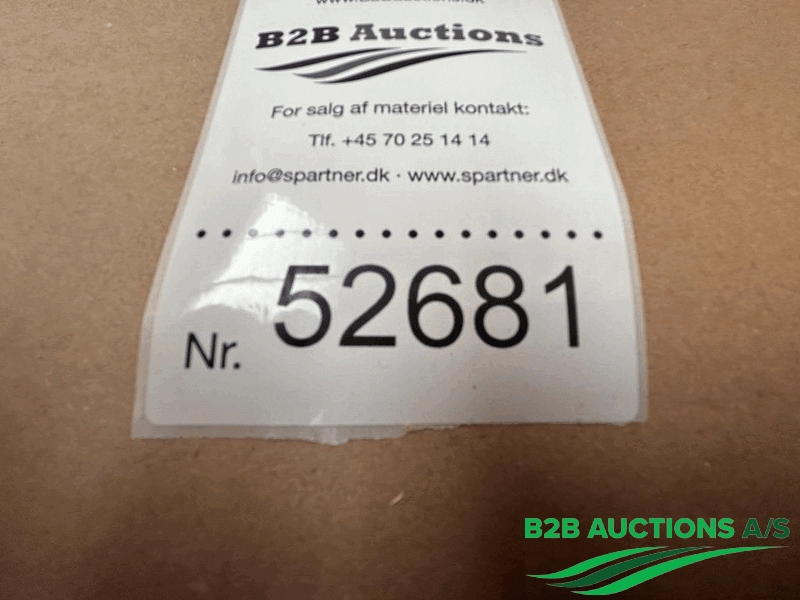 B2B Auctions
For salg af materiel kontakt:
Tlf. +45 70 25 14 14
info@spartner.dk · www.spartner.dk
Nr. 52681
B2B AUCTIONS A/S